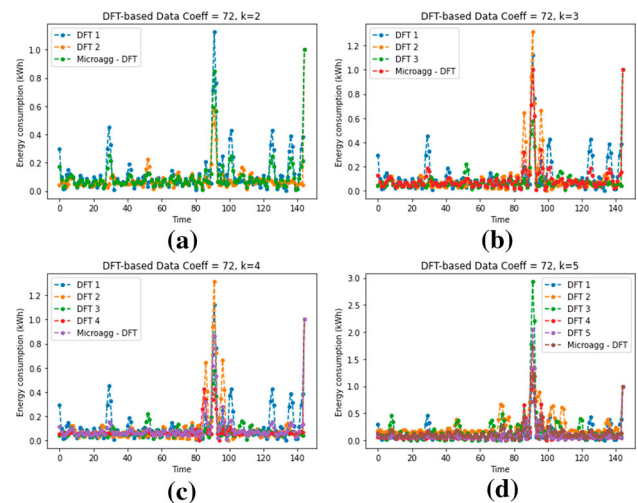 DFT-based Data Coeff = 72, k=2
DFT 1
DFT 2
Microagg - DFT
Energy consumption (kWh)
1.0
0.8
0.6
0.4
0.2
0.0
0 20 40 60 80 100 120 140
Time
(a)
DFT-based Data Coeff = 72, k=3
DFT 1
DFT 2
DFT 3
Microagg - DFT
Energy consumption (kWh)
1.2
1.0
0.8
0.6
0.4
0.2
0.0
0 20 40 60 80 100 120 140
Time
(b)
DFT-based Data Coeff = 72, k=4
DFT 1
DFT 2
DFT 3
DFT 4
Microagg - DFT
Energy consumption (kWh)
1.2
1.0
0.8
0.6
0.4
0.2
0.0
0 20 40 60 80 100 120 140
Time
(c)
DFT-based Data Coeff = 72, k=5
DFT 1
DFT 2
DFT 3
DFT 4
DFT 5
Microagg - DFT
Energy consumption (kWh)
3.0
2.5
2.0
1.5
1.0
0.5
0.0
0 20 40 60 80 100 120 140
Time
(d)